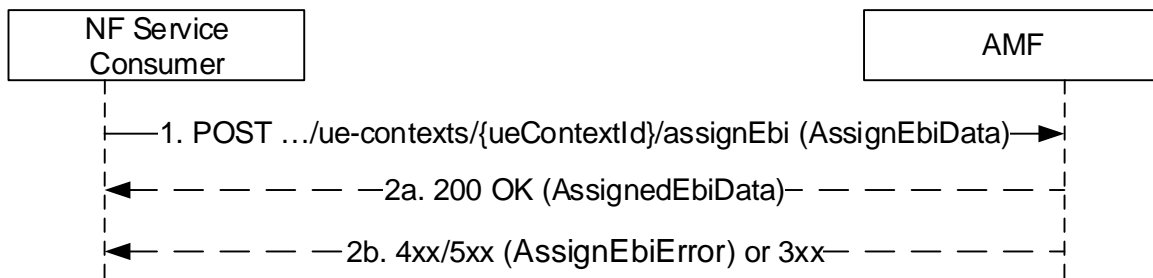 NF Service
Consumer
AMF
1. POST …/ue-contexts/{ueContextId}/assignEbi (AssignEbiData)
2a. 200 OK (AssignedEbiData)
2b. 4xx/5xx (AssignEbiError) or 3xx